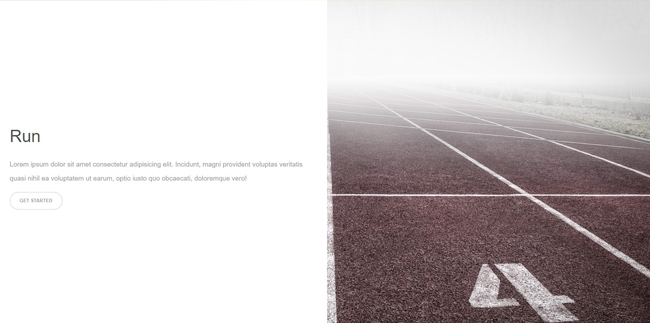 Run
Lorem ipsum dolor sit amet consectetur adipisicing elit. Incidunt, magni provident voluptas veritatis
quasi nihil ea voluptatem ut earum, optio iusto quo obcaecati, doloremque vero!
GET STARTED
4